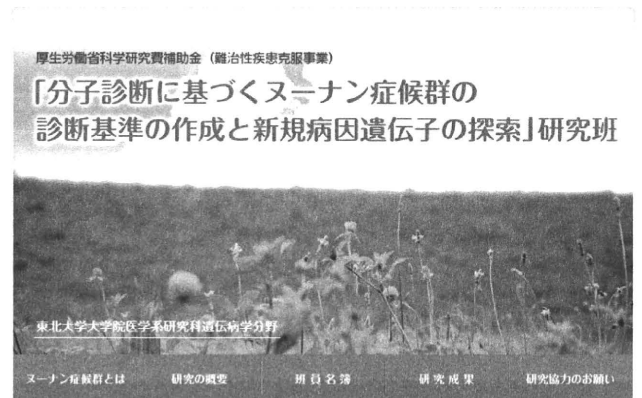 厚生労働省科学研究費補助金（難治性疾患克服事業）
「分子診断に基づくヌーナン症候群の
診断基準の作成と新規病因遺伝子の探索」研究班
東北大学大学院医学系研究科遺伝病学分野
ヌーナン症候群とは 研究の概要 班員名簿 研究成果 研究協力のお願い